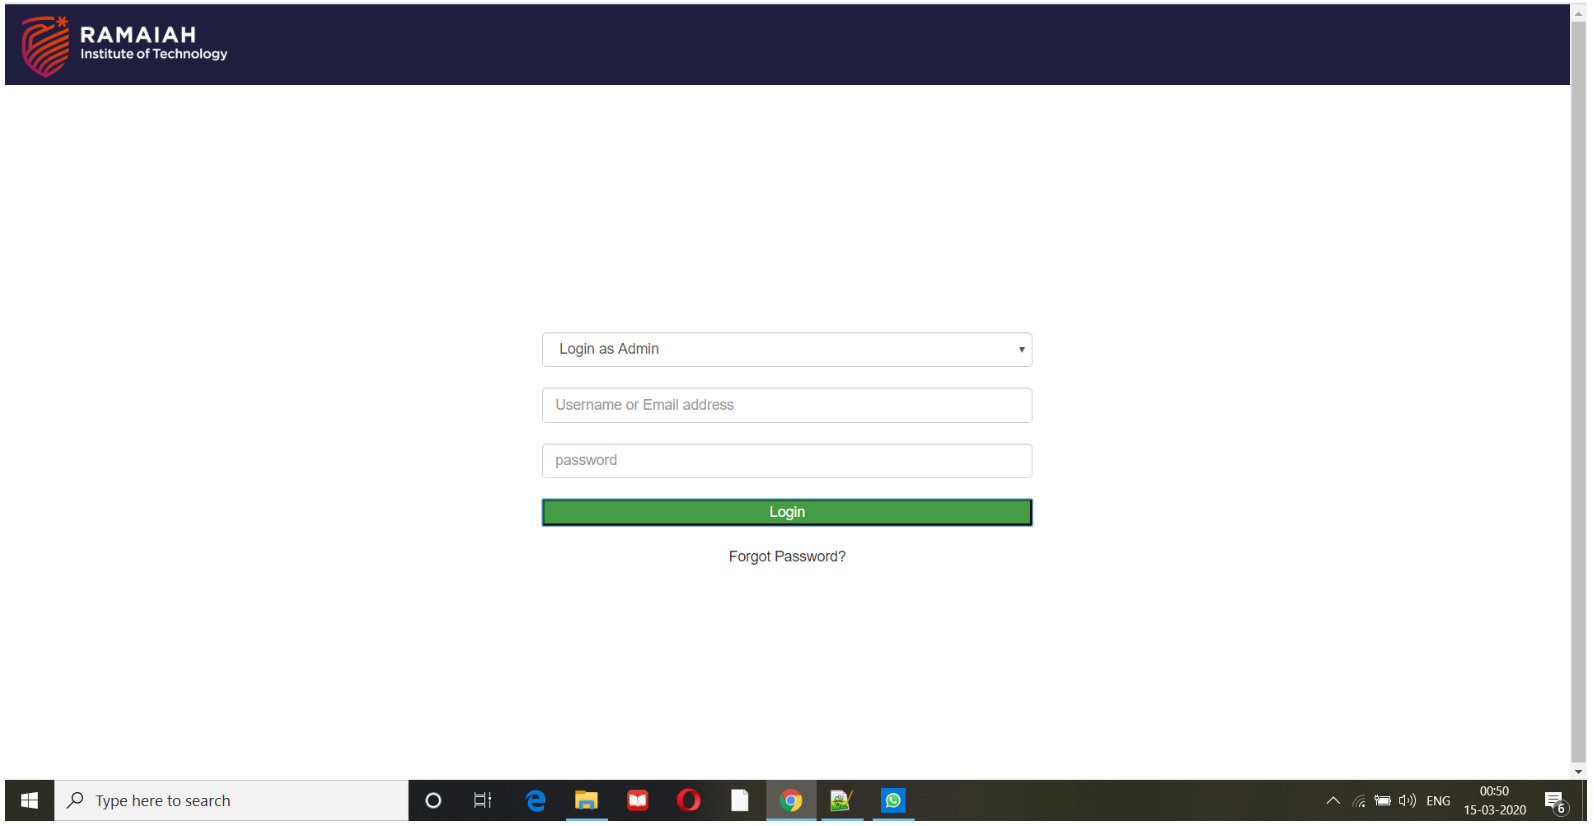 RAMAIAH
Institute of Technology
Login as Admin
Username or Email address
password
Login
Forgot Password?
Type here to search
ENG
00:50
15-03-2020
6